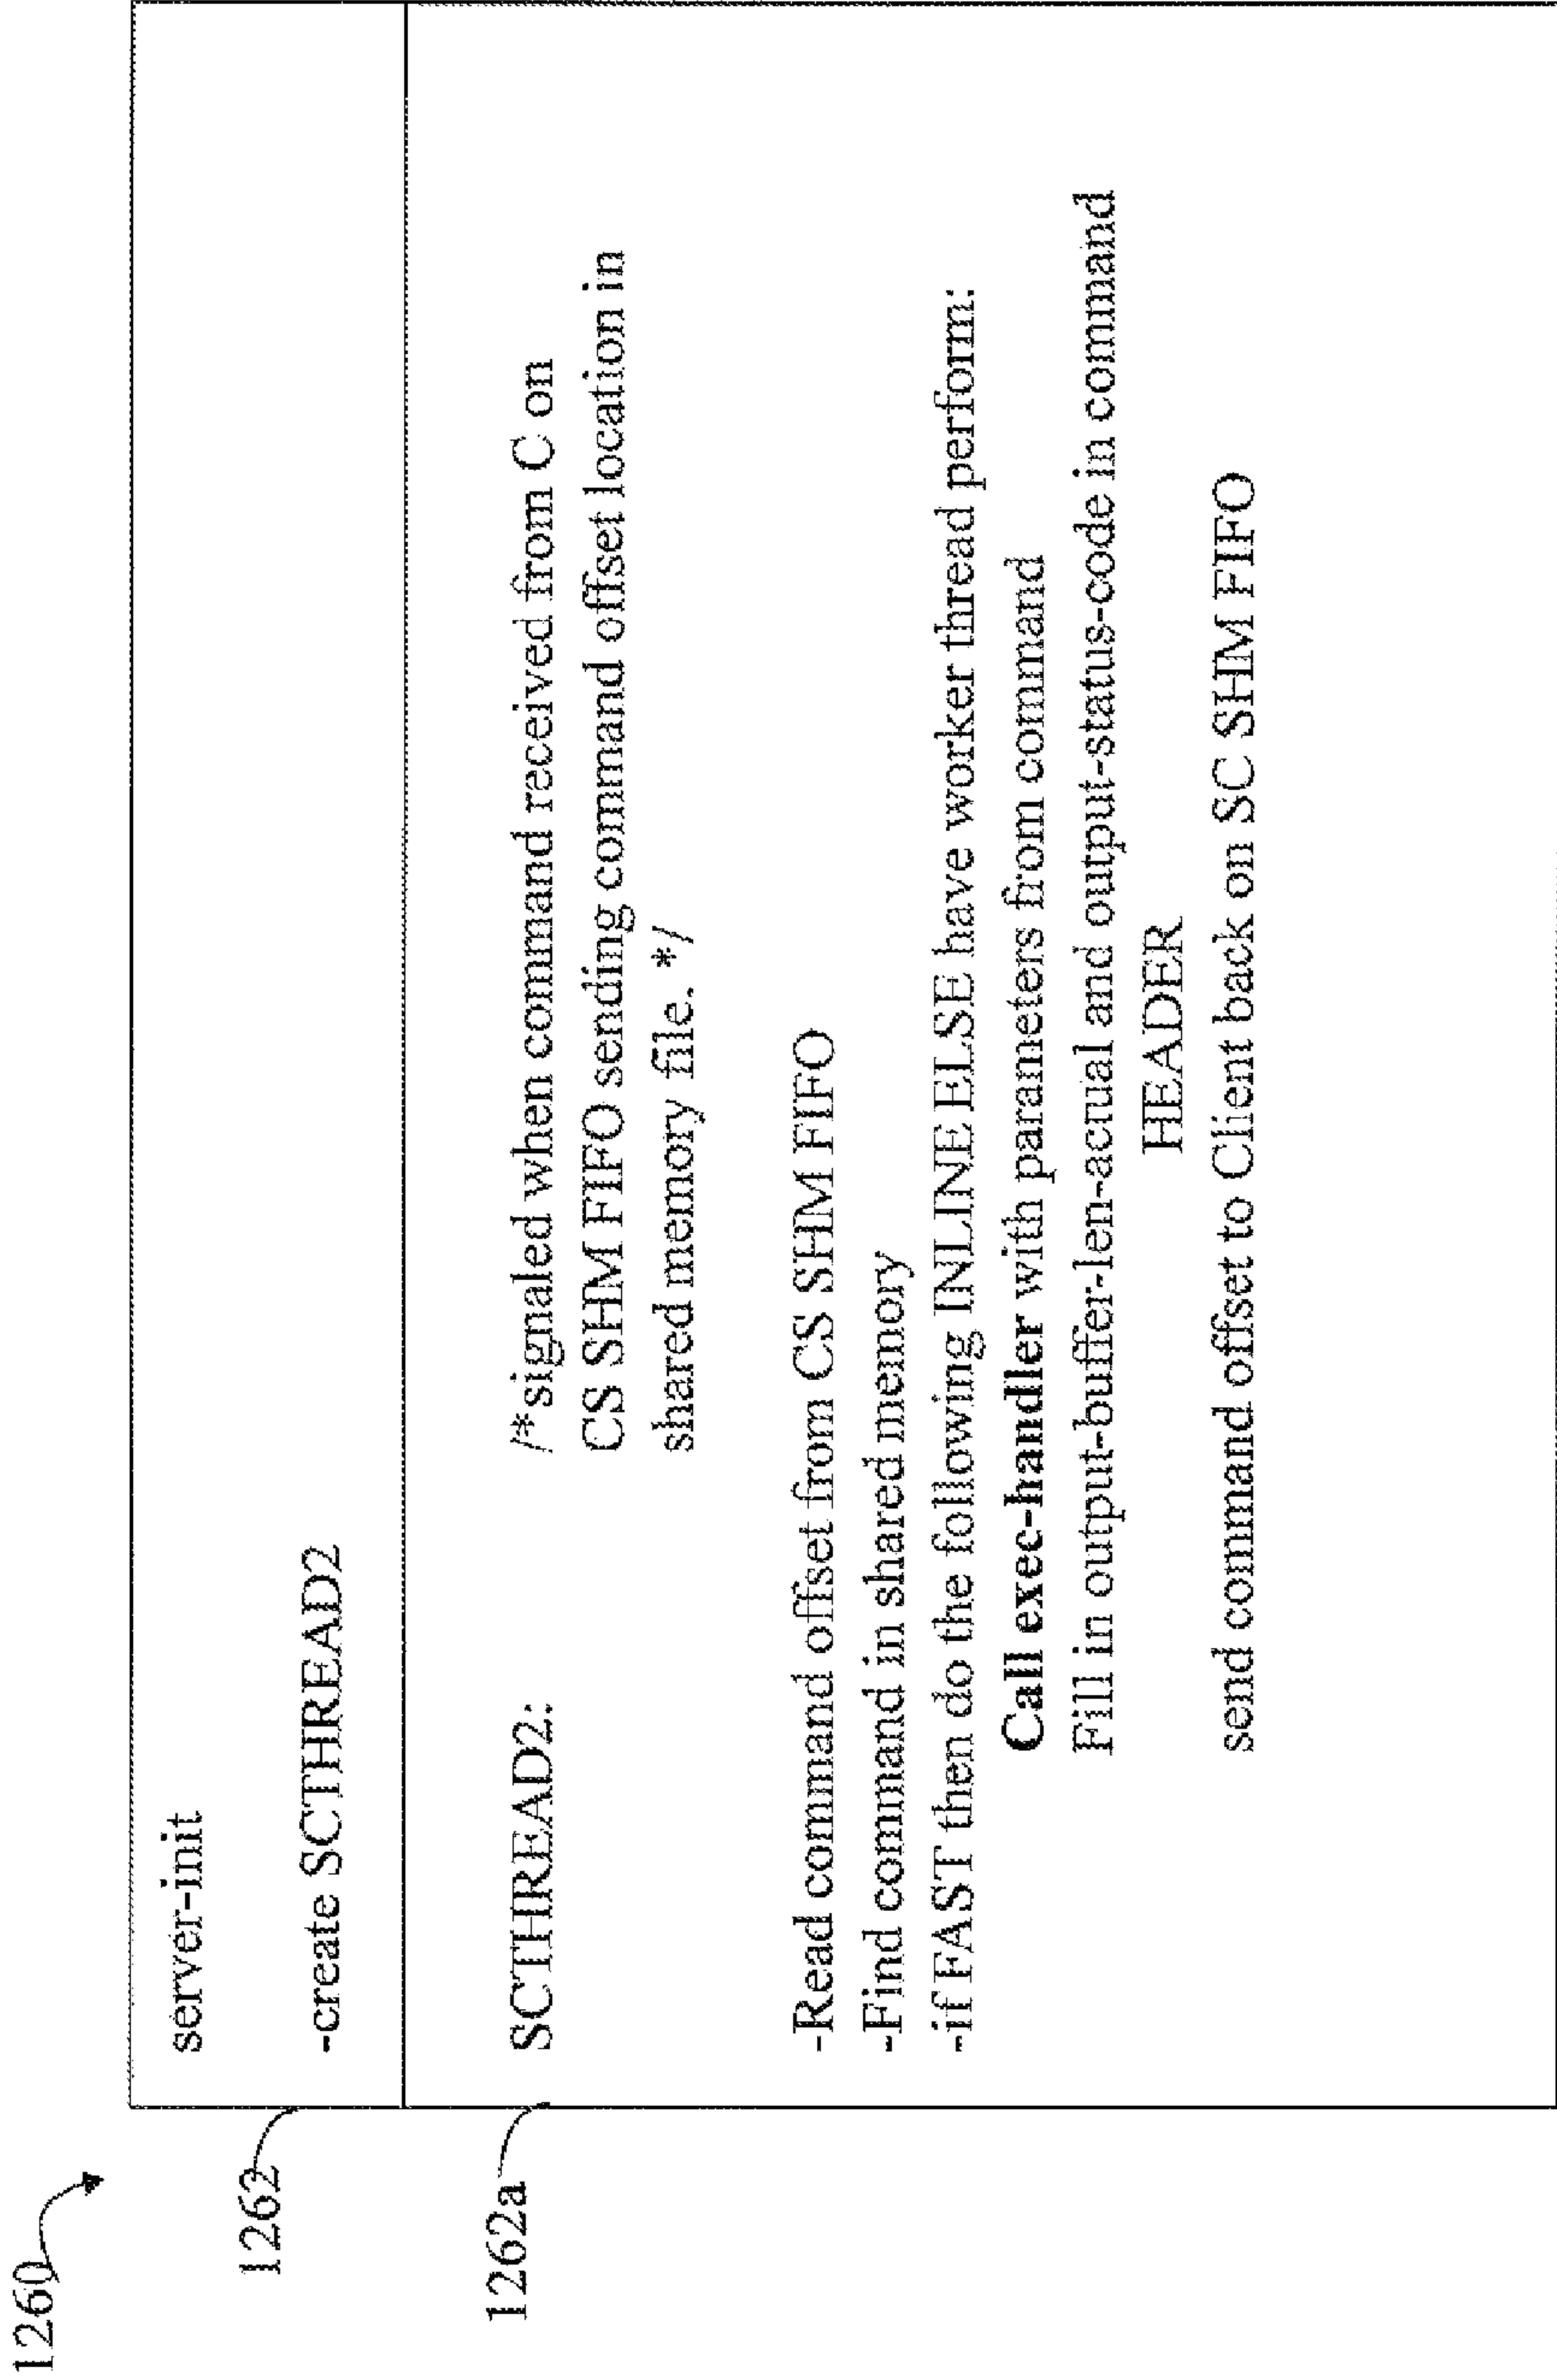 1260
1262
server-init
-create SCTHREAD2
1262a
SCTHREAD2:
/*signaled when command received from C on
CS SHM FIFO sending command offset location in
shared memory file. */
-Read command offset from CS SHM FIFO
-Find command in shared memory
-if FAST then do the following INLINE ELSE have worker thread perform:
Call exec-handler with parameters from command
Fill in output-buffer-len-actual and output-status-code in command
HEADER
send command offset to Client back on SC SHM FIFO